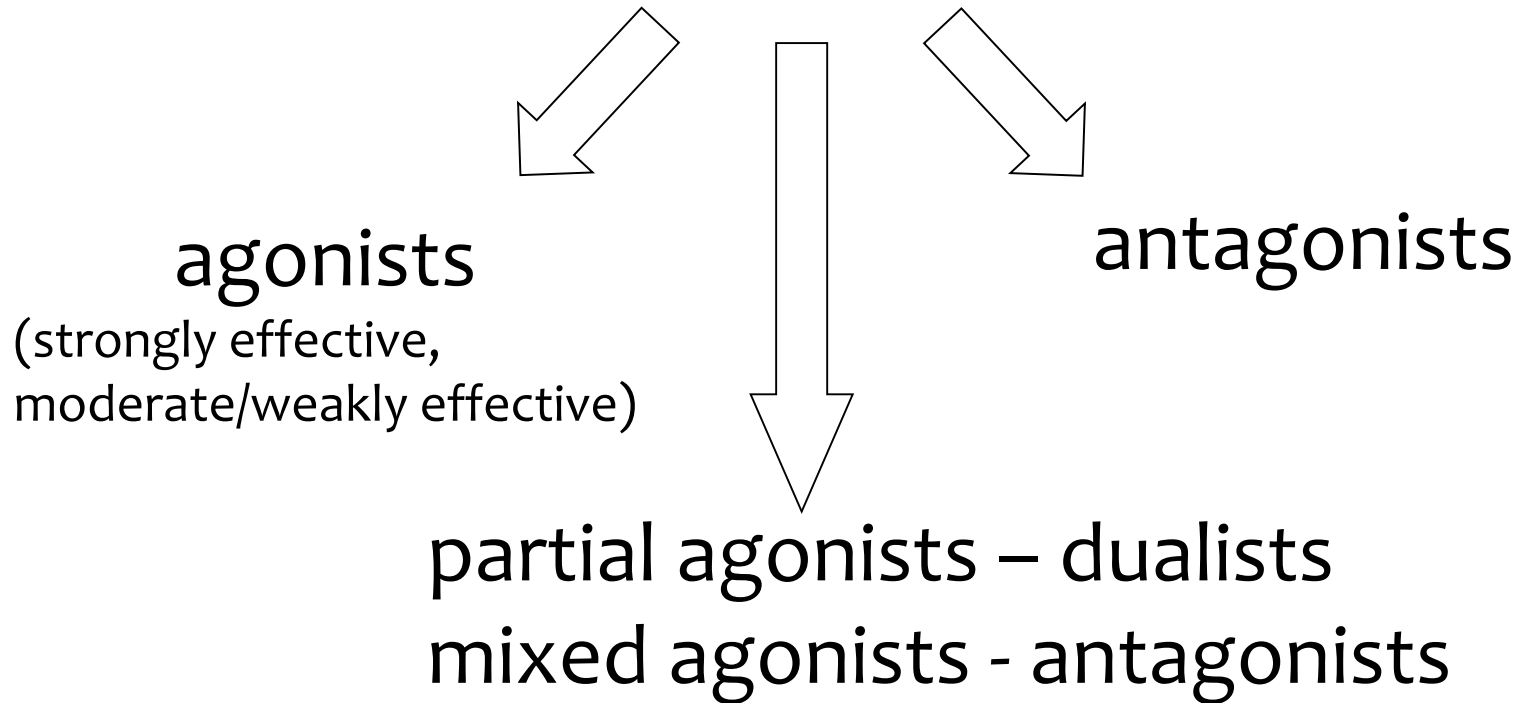 agonists
(strongly effective,
moderate/weakly effective)
antagonists
partial agonists – dualists
mixed agonists - antagonists